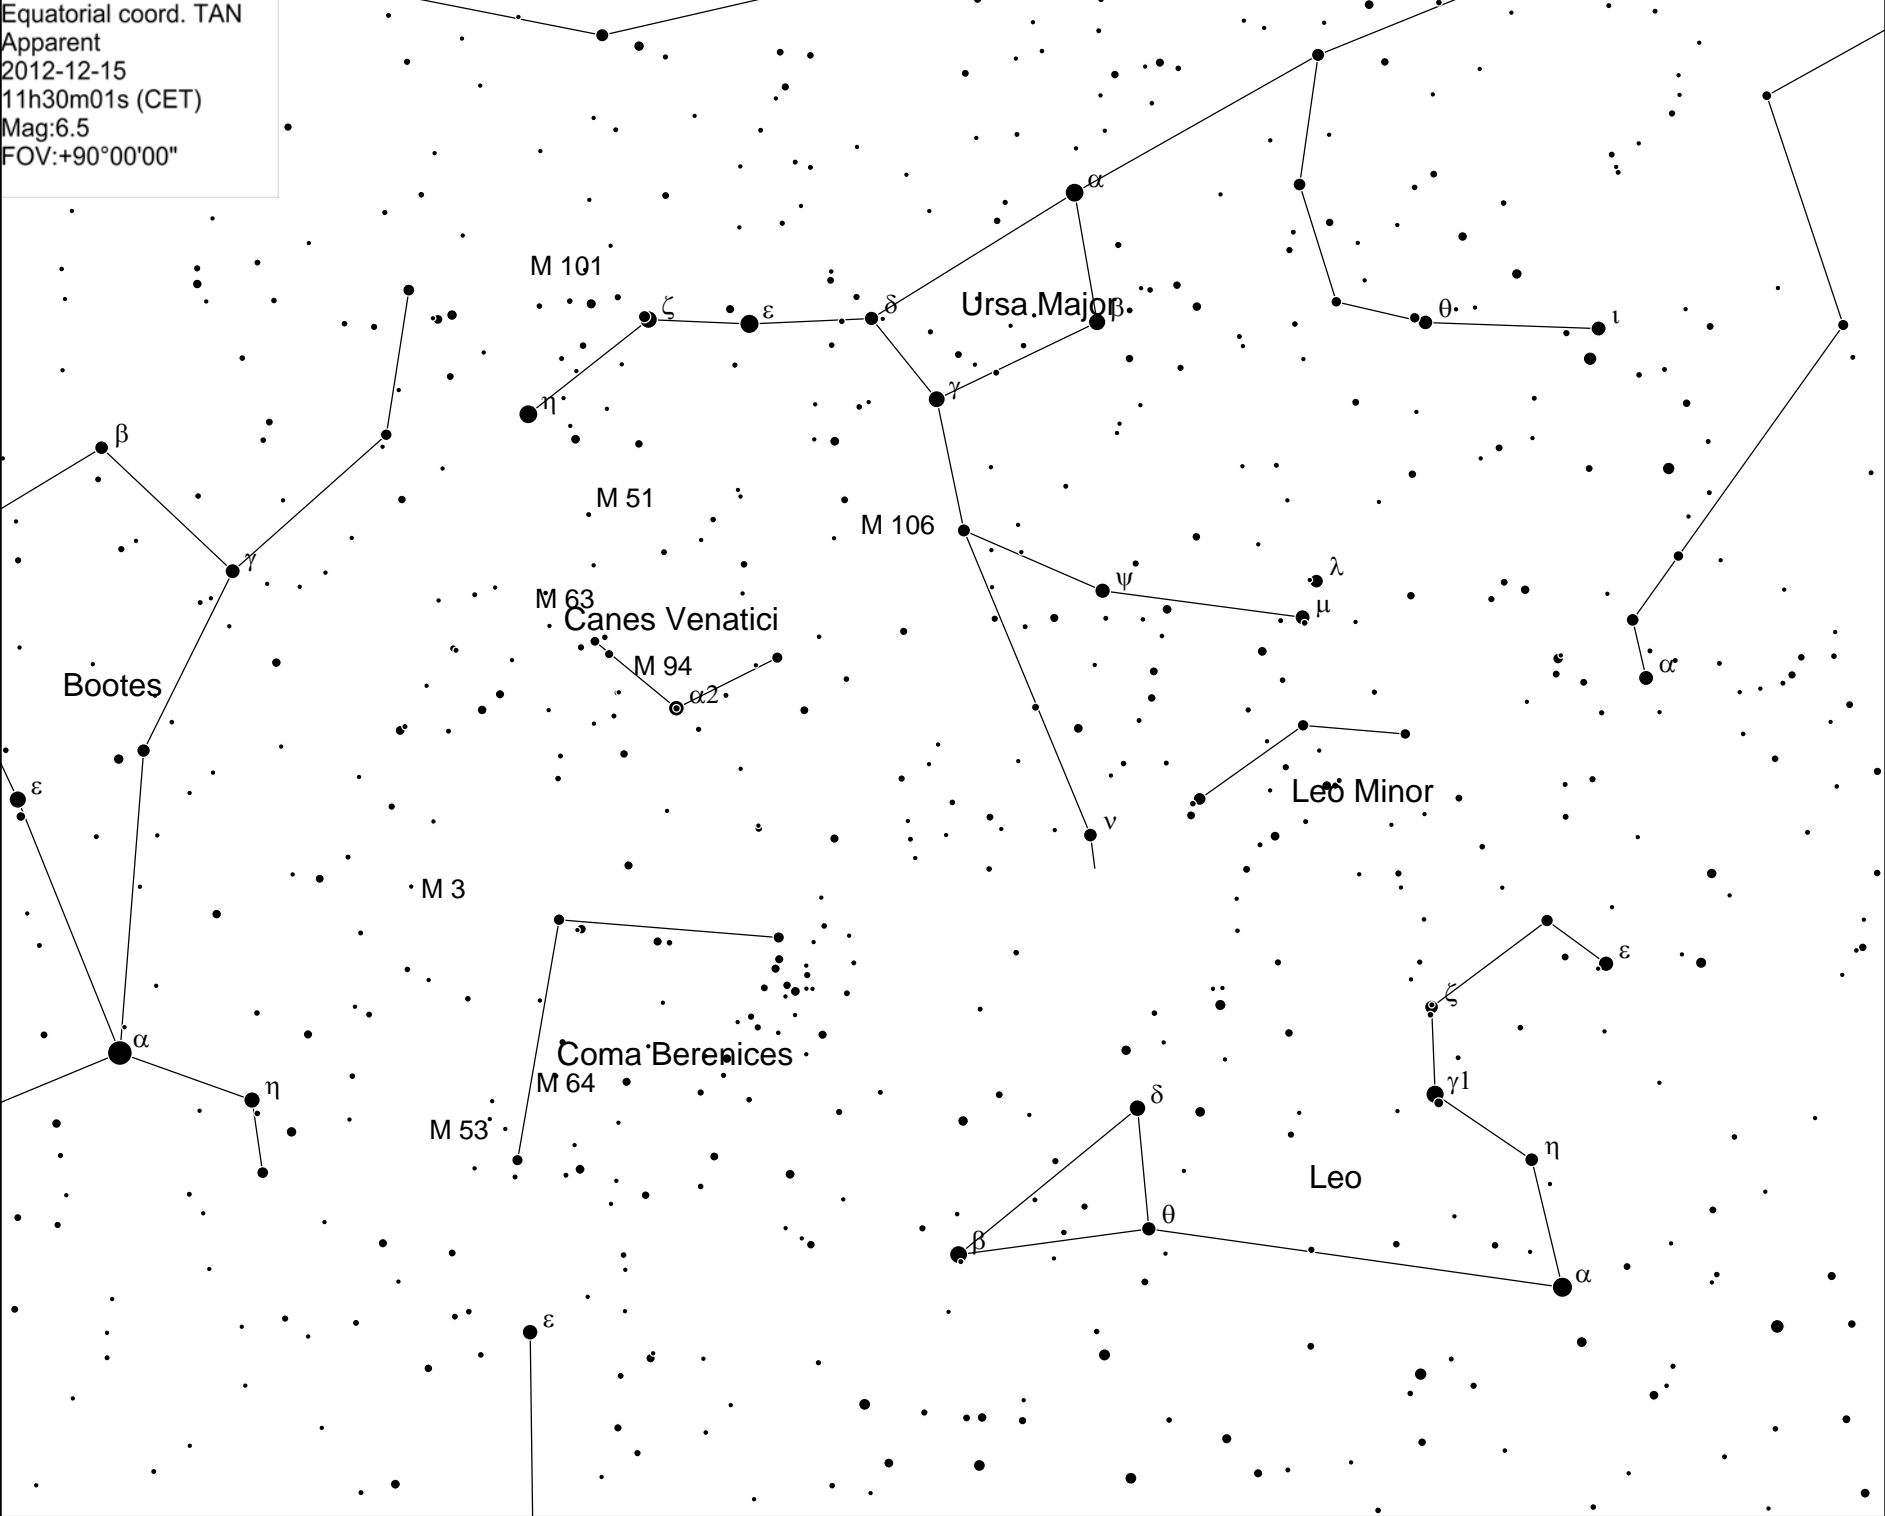 Equatorial coord. TAN
Apparent
2012-12-15
11h30m01s (CET)
Mag:6.5
FOV:+90°00'00"
α
M 101
ζ
ε
δ
Ursa Major
β
θ
ι
γ
η
β
M 51
M 106
γ
ψ
λ
μ
M 63
Canes Venatici
M 94
α2
Bootes
α
ε
ν
Leo Minor
M 3
ε
ζ
α
Coma Berenices
M 64
γ1
η
δ
M 53
η
Leo
θ
β
α
ε